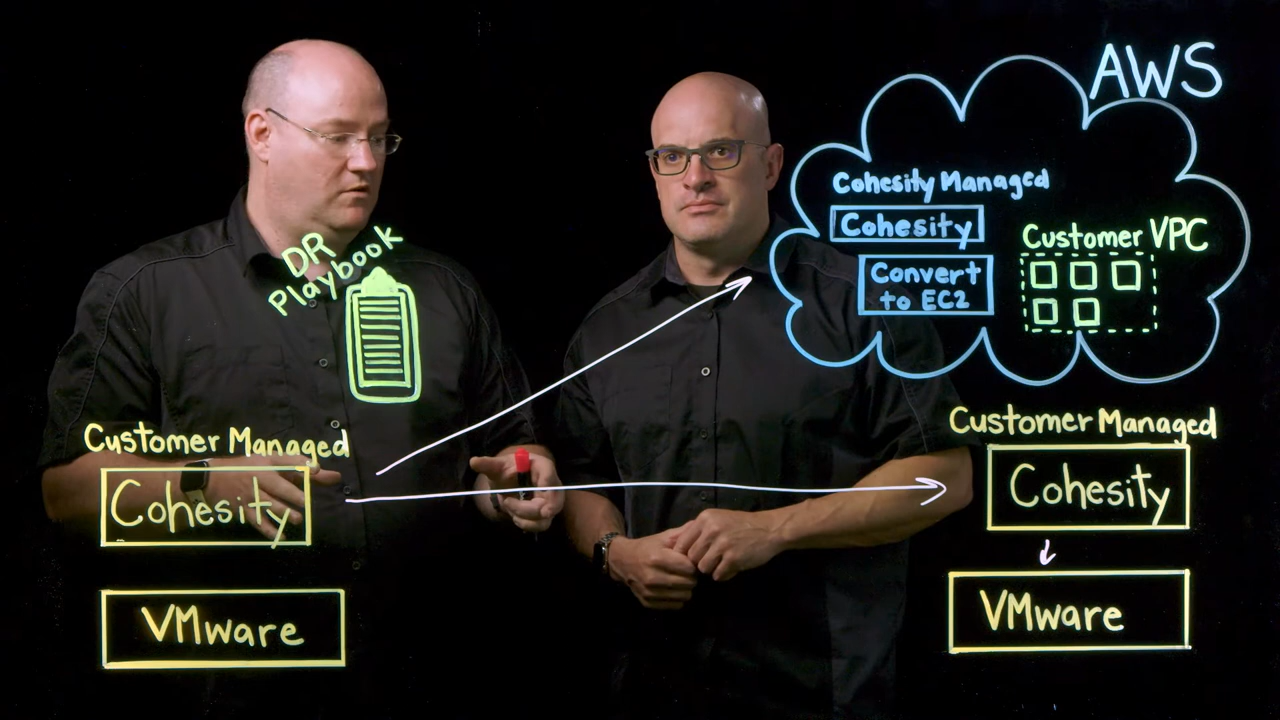 AWS
Cohesity Managed
Cohesity
Convert
to EC2
Customer VPC
DR
Playbook
Customer Managed
Cohesity
VMware
Customer Managed
Cohesity
VMware